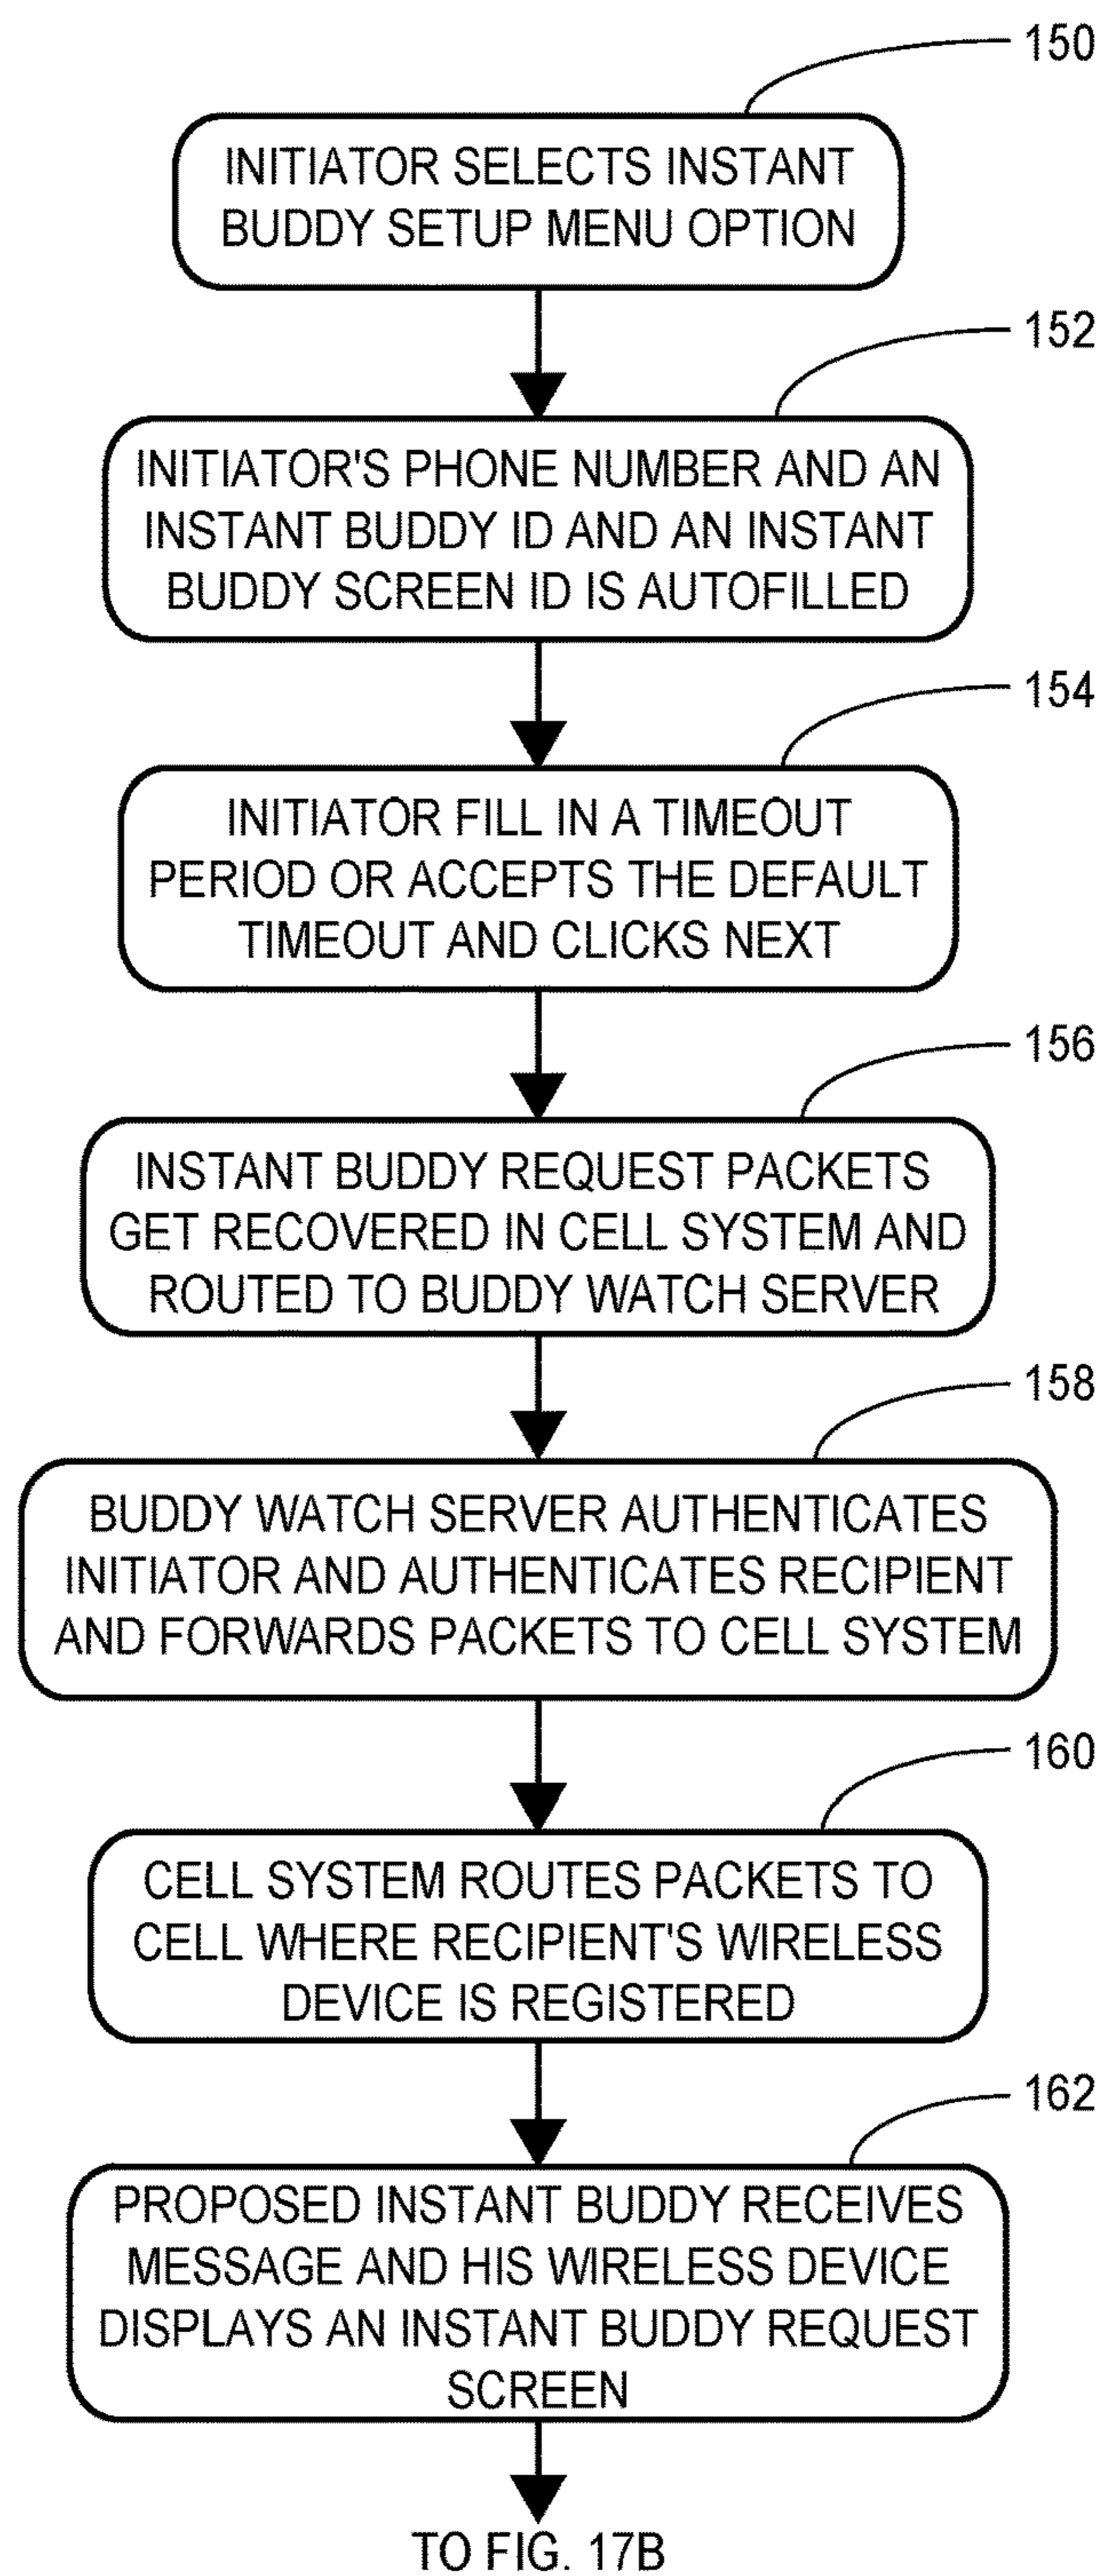 150
INITIATOR SELECTS INSTANT
BUDDY SETUP MENU OPTION
152
INITIATOR'S PHONE NUMBER AND AN
INSTANT BUDDY ID AND AN INSTANT
BUDDY SCREEN ID IS AUTOFILLED
154
INITIATOR FILL IN A TIMEOUT
PERIOD OR ACCEPTS THE DEFAULT
TIMEOUT AND CLICKS NEXT
156
INSTANT BUDDY REQUEST PACKETS
GET RECOVERED IN CELL SYSTEM AND
ROUTED TO BUDDY WATCH SERVER
158
BUDDY WATCH SERVER AUTHENTICATES
INITIATOR AND AUTHENTICATES RECIPIENT
AND FORWARDS PACKETS TO CELL SYSTEM
160
CELL SYSTEM ROUTES PACKETS TO
CELL WHERE RECIPIENT'S WIRELESS
DEVICE IS REGISTERED
162
PROPOSED INSTANT BUDDY RECEIVES
MESSAGE AND HIS WIRELESS DEVICE
DISPLAYS AN INSTANT BUDDY REQUEST
SCREEN
TO FIG. 17B